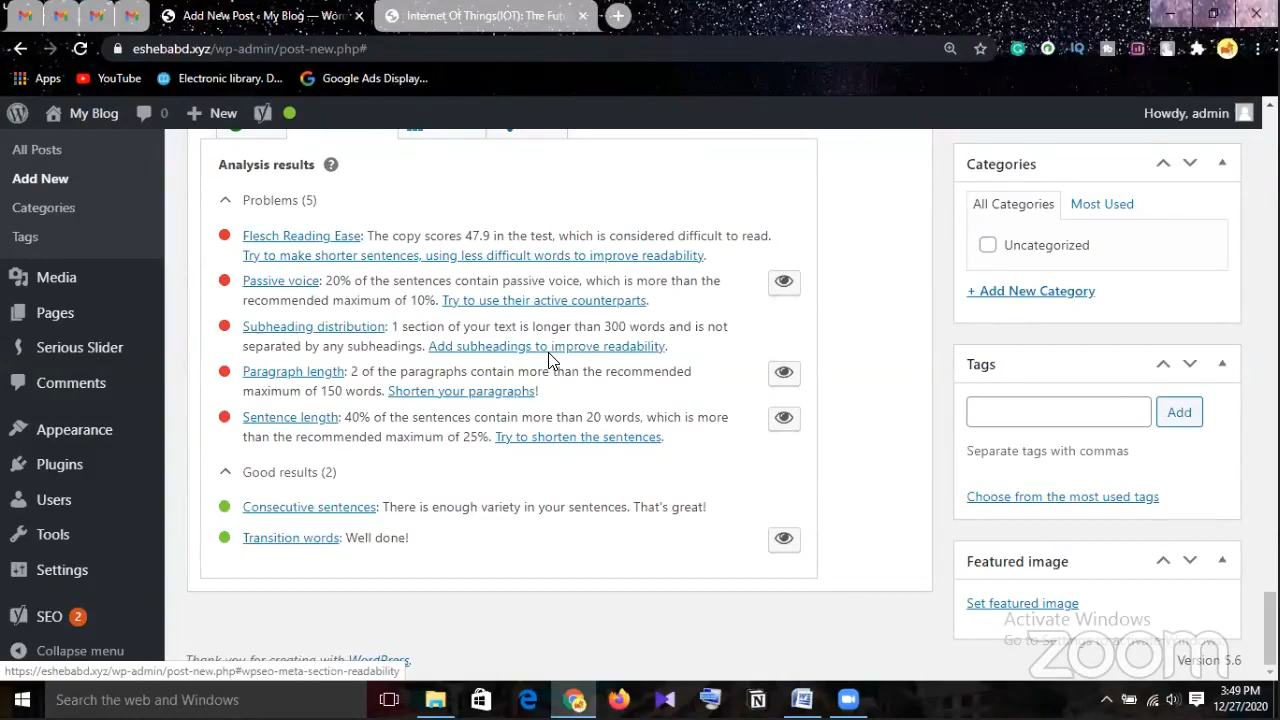 Add New Post ‹ My Blog — Wor
Internet Of Things(IOT): The Fut
eshebabd.xyz/wp-admin/post-new.php#
Apps
YouTube
Electronic library. D...
Google Ads Display...
My Blog
0
New
Howdy, admin
All Posts
Add New
Categories
Tags
Media
Pages
Serious Slider
Comments
Appearance
Plugins
Users
Tools
Settings
SEO 2
Collapse menu
Analysis results
Problems (5)
Flesch Reading Ease: The copy scores 47.9 in the test, which is considered difficult to read.
Try to make shorter sentences, using less difficult words to improve readability.
Passive voice: 20% of the sentences contain passive voice, which is more than the
recommended maximum of 10%. Try to use their active counterparts.
Subheading distribution: 1 section of your text is longer than 300 words and is not
separated by any subheadings. Add subheadings to improve readability.
Paragraph length: 2 of the paragraphs contain more than the recommended
maximum of 150 words. Shorten your paragraphs!
Sentence length: 40% of the sentences contain more than 20 words, which is more
than the recommended maximum of 25%. Try to shorten the sentences.
Good results (2)
Consecutive sentences: There is enough variety in your sentences. That's great!
Transition words: Well done!
Categories
All Categories
Most Used
Uncategorized
+ Add New Category
Tags
Add
Separate tags with commas
Choose from the most used tags
Featured image
Set featured image
Activate Windows
Go to Settings
zoom
Thank you for creating with WordPress.
Version 5.6
https://eshebabd.xyz/wp-admin/post-new.php#wpseo-meta-section-readability
Search the web and Windows
3:49 PM
12/27/2020